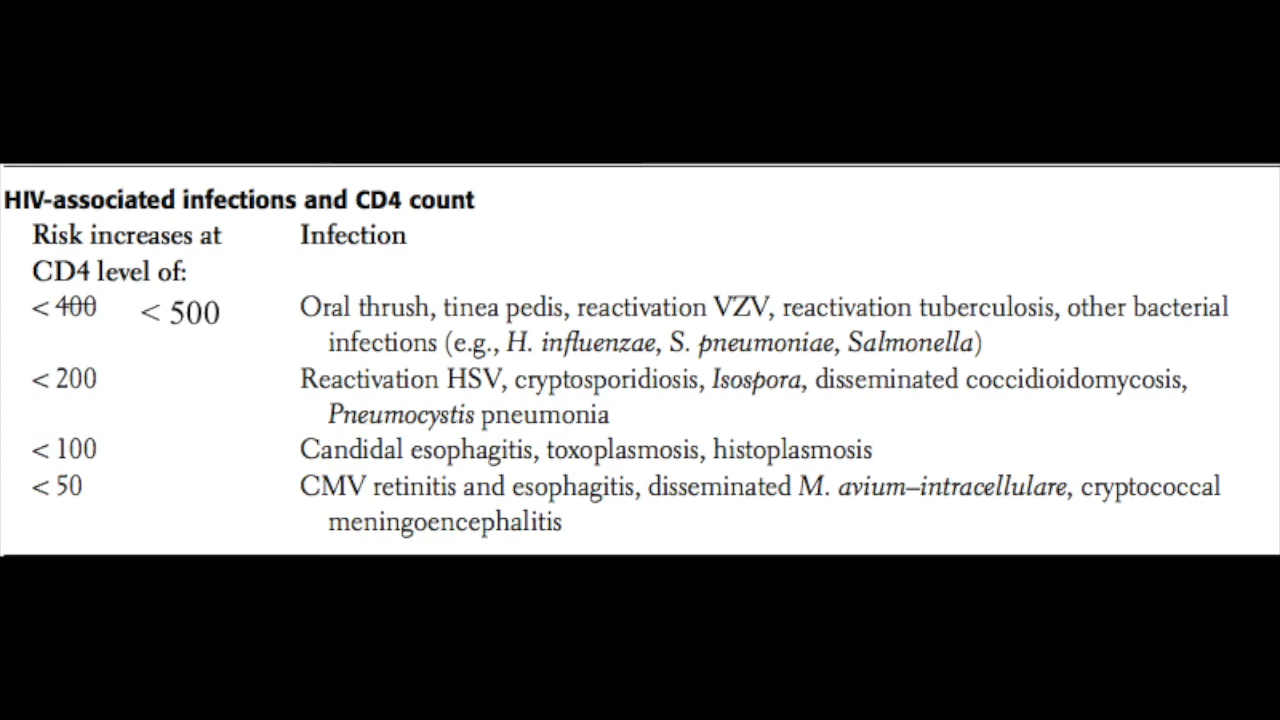 HIV-associated infections and CD4 count
Risk increases at Infection
CD4 level of:
< 400 < 500 Oral thrush, tinea pedis, reactivation VZV, reactivation tuberculosis, other bacterial
infections (e.g., H. influenzae, S. pneumoniae, Salmonella)
< 200 Reactivation HSV, cryptosporidiosis, Isospora, disseminated coccidioidomycosis,
Pneumocystis pneumonia
< 100 Candidal esophagitis, toxoplasmosis, histoplasmosis
< 50 CMV retinitis and esophagitis, disseminated M. avium–intracellulare, cryptococcal
meningoencephalitis